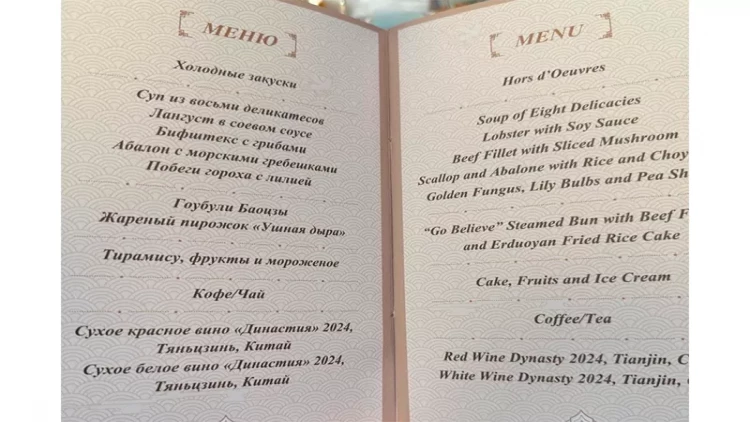 МЕНЮ
Холодные закуски
Суп из восьми деликатесов
Лангуст в соевом соусе
Бифштекс с грибами
Абалон с морскими гребешками
Побеги гороха с лилией
Гоубули Баоцзы
Жареный пирожок «Ушная дыра»
Тирамису, фрукты и мороженое
Кофе/Чай
Сухое красное вино «Династия» 2024,
Тяньцзинь, Китай
Сухое белое вино «Династия» 2024,
Тяньцзинь, Китай
MENU
Hors d’Oeuvres
Soup of Eight Delicacies
Lobster with Soy Sauce
Beef Fillet with Sliced Mushroom
Scallop and Abalone with Rice and Choy
Golden Fungus, Lily Bulbs and Pea Sh
“Go Believe” Steamed Bun with Beef F
and Erduoyan Fried Rice Cake
Cake, Fruits and Ice Cream
Coffee/Tea
Red Wine Dynasty 2024, Tianjin, C
White Wine Dynasty 2024, Tianjin,